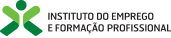 INSTITUTO DO EMPREGO
E FORMAÇÃO PROFISSIONAL